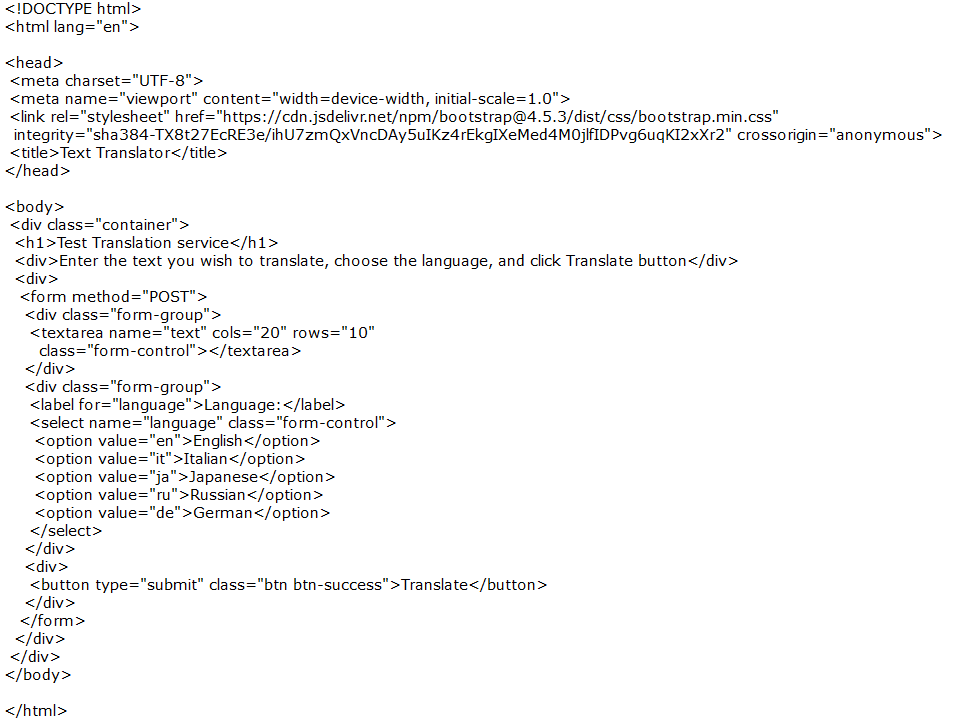 <!DOCTYPE html>
<html lang="en">

<head>
 <meta charset="UTF-8">
 <meta name="viewport" content="width=device-width, initial-scale=1.0">
 <link rel="stylesheet" href="https://cdn.jsdelivr.net/npm/bootstrap@4.5.3/dist/css/bootstrap.min.css"
  integrity="sha384-TX8t27EcRE3e/ihU7zmQxVncDAy5uIKz4rEkgIXeMed4M0jlfIDPvg6uqKI2xXr2" crossorigin="anonymous">
 <title>Text Translator</title>
</head>

<body>
 <div class="container">
  <h1>Test Translation service</h1>
  <div>Enter the text you wish to translate, choose the language, and click Translate button</div>
  <div>
   <form method="POST">
    <div class="form-group">
     <textarea name="text" cols="20" rows="10"
       class="form-control"></textarea>
    </div>
    <div class="form-group">
     <label for="language">Language:</label>
     <select name="language" class="form-control">
      <option value="en">English</option>
      <option value="it">Italian</option>
      <option value="ja">Japanese</option>
      <option value="ru">Russian</option>
      <option value="de">German</option>
     </select>
    </div>
    <div>
     <button type="submit" class="btn btn-success">Translate</button>
    </div>
   </form>
  </div>
 </div>
</body>

</html>